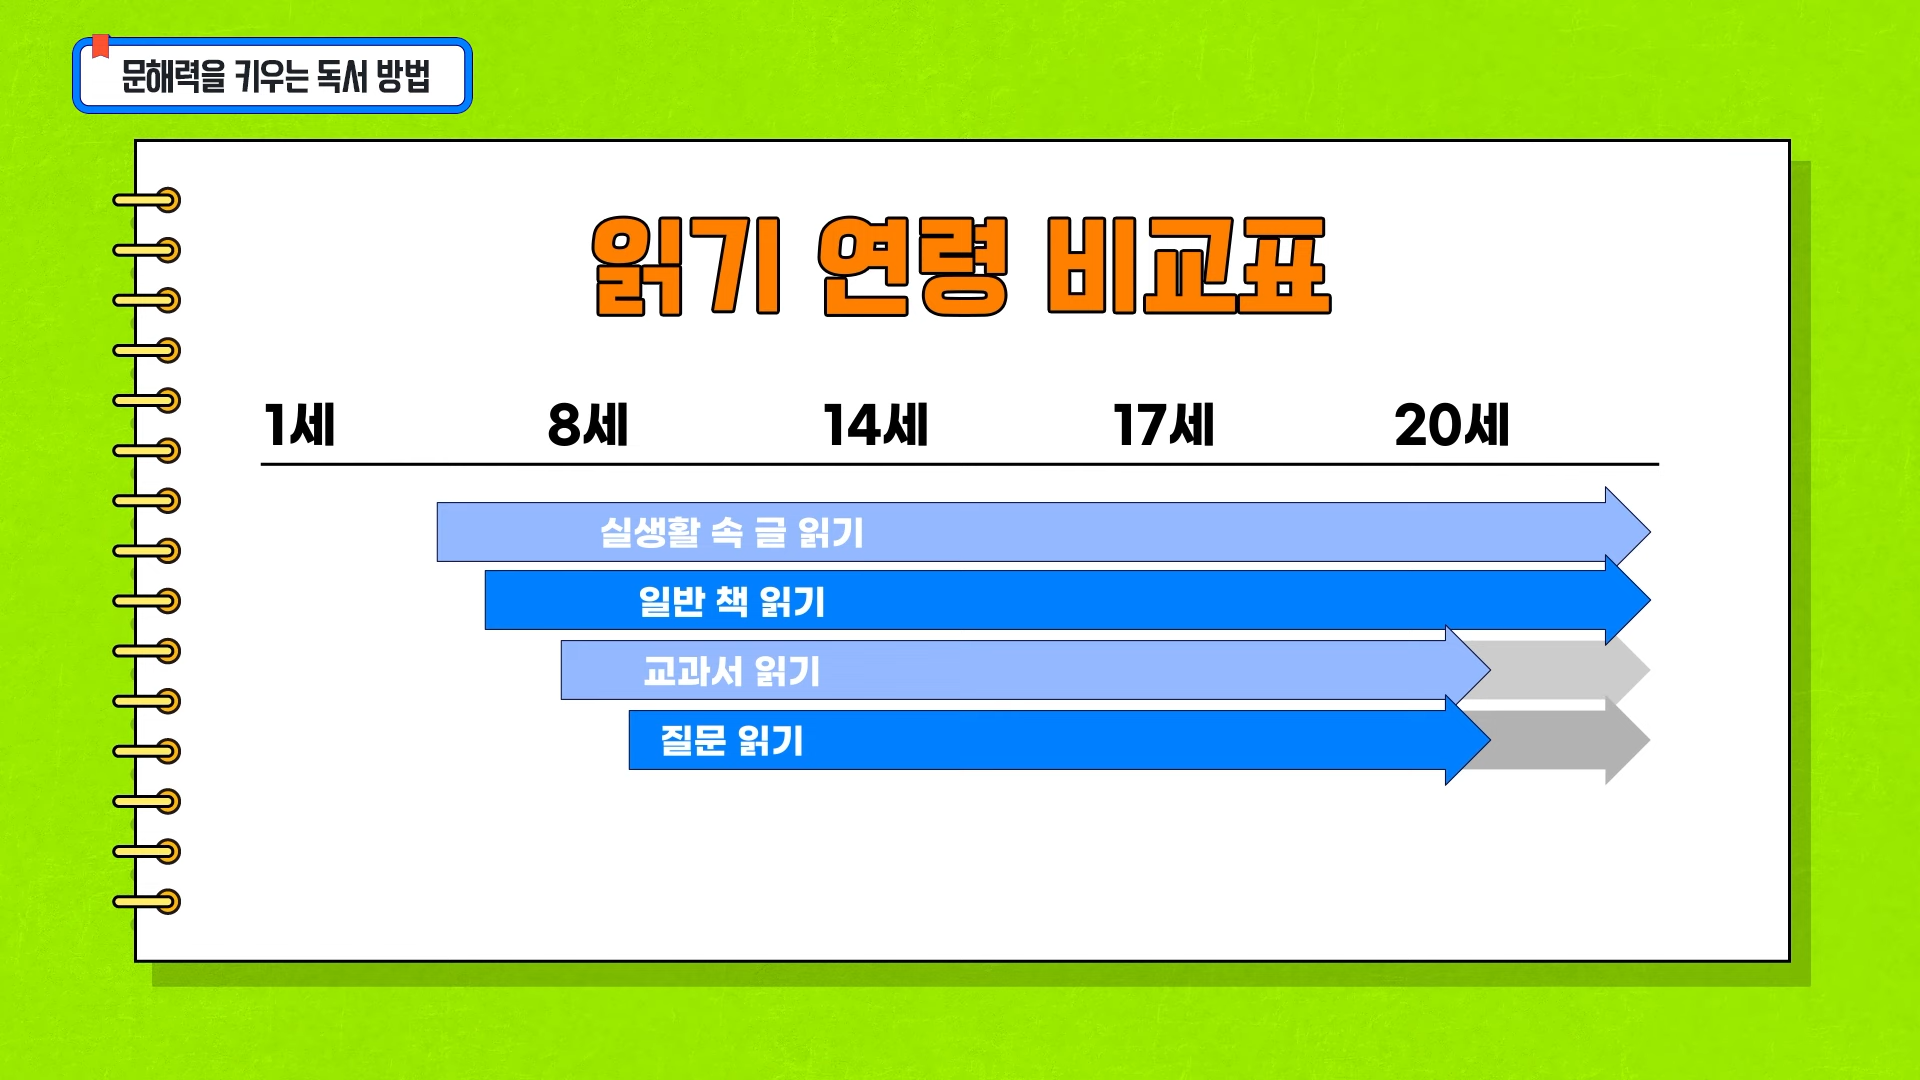 문해력을 키우는 독서 방법
읽기 연령 비교표
1세 8세 14세 17세 20세
실생활 속 글 읽기
일반 책 읽기
교과서 읽기
질문 읽기